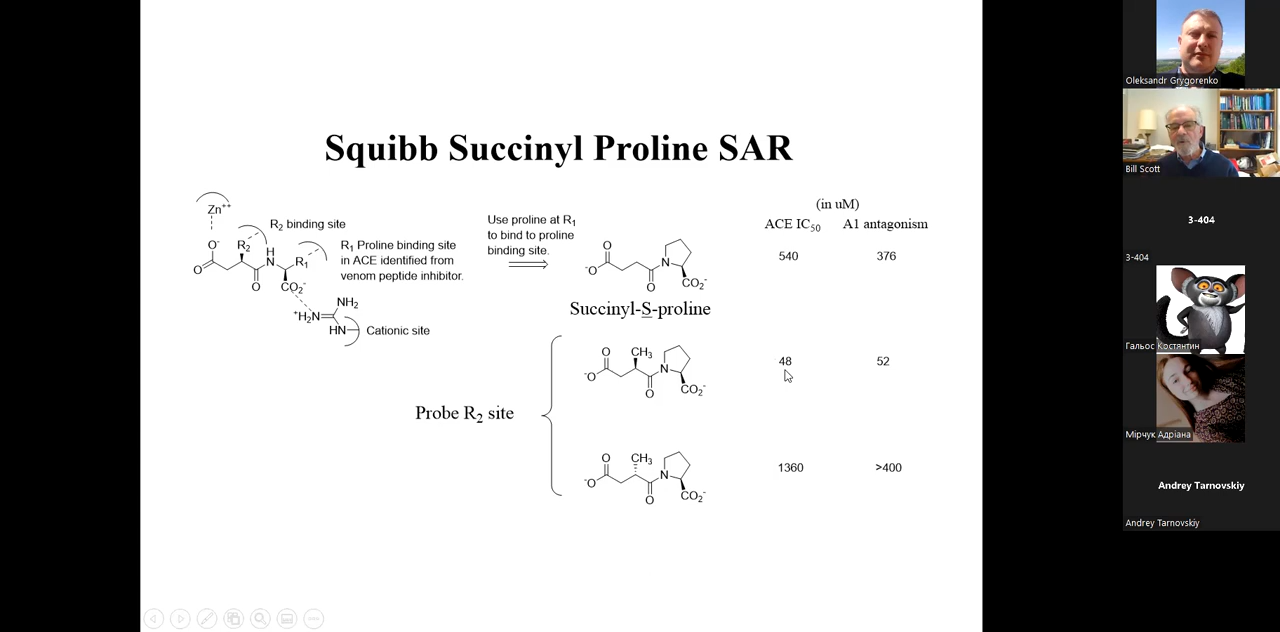 Squibb Succinyl Proline SAR
Zn++
O-
O
R2
H
N
R1
O
CO2-
R2 binding site
R1 Proline binding site
in ACE identified from
venom peptide inhibitor.
NH2
+H2N
HN
Cationic site
Use proline at R1
to bind to proline
binding site.
(in uM)
ACE IC50 A1 antagonism
O
-O
N
O
CO2-
540 376
Succinyl-S-proline
Probe R2 site
O
CH3
-O
N
O
CO2-
48 52
O
CH3
-O
N
O
CO2-
1360 >400
Oleksandr Grygorenko
Bill Scott
3-404
3-404
Гальос Костянтин
Мірчук Адріана
Andrey Tarnovskiy
Andrey Tarnovskiy